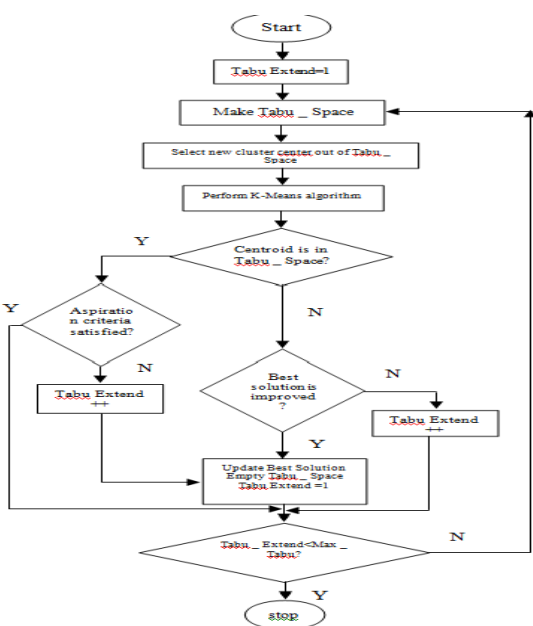 Start
Tabu Extend=1
Make Tabu _ Space
Select new cluster center out of Tabu _
Space
Perform K-Means algorithm
Y
Centroid is in
Tabu _ Space?
Y
Aspiratio
n criteria
satisfied?
N
N
Tabu Extend
++
Best
solution is
improved
?
N
Tabu Extend
++
Y
Update Best Solution
Empty Tabu _ Space
Tabu Extend =1
Tabu _ Extend<Max _
Tabu?
N
Y
stop